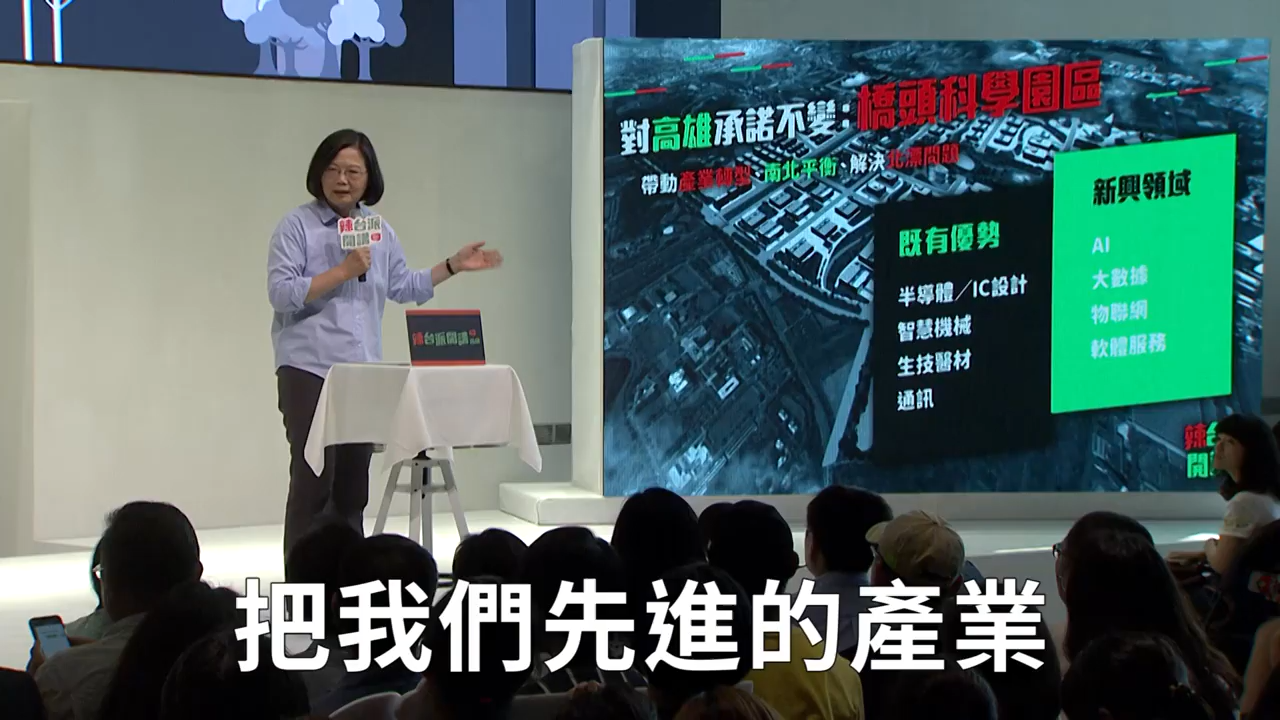 對高雄承諾不變：橋頭科學園區
帶動產業轉型、南北平衡、解決北漂問題
既有優勢
半導體／IC設計
智慧機械
生技醫材
通訊
新興領域
AI
大數據
物聯網
軟體服務
辣台派
開講
辣台派開講
辣台
開
把我們先進的產業